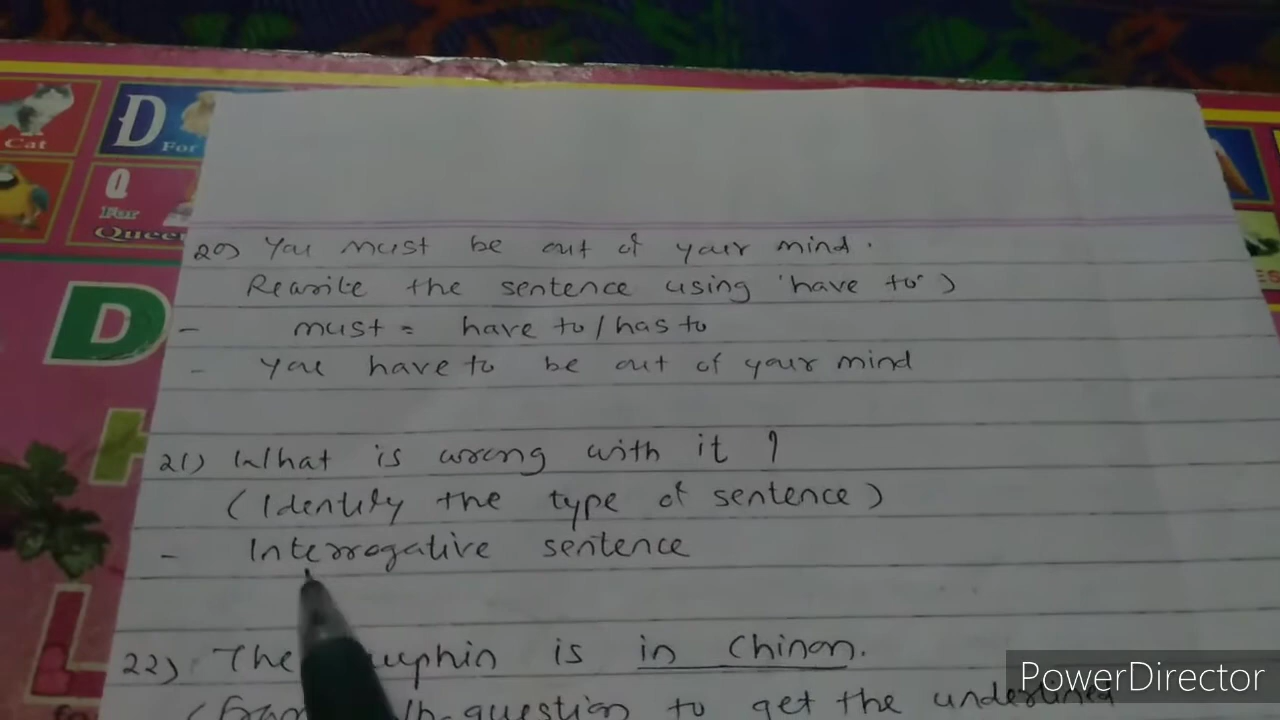 Cat
D
For
Q
For
Queen
D
20) You must be out of your mind.
Rewrite the sentence using 'have to')
- must = have to / has to
- you have to be out of your mind
21) What is wrong with it ?
(Identify the type of sentence)
- Interrogative sentence
22) The is in Chinon.
question to get the underlined
PowerDirector